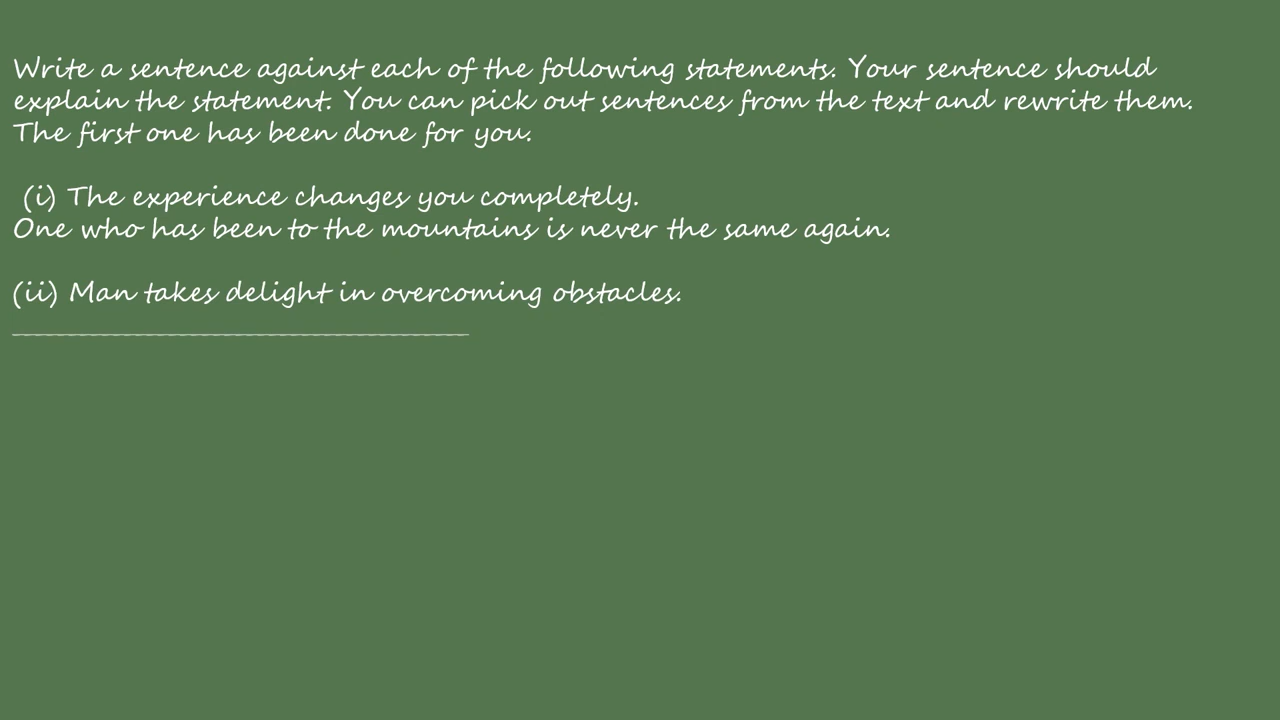 Write a sentence against each of the following statements. Your sentence should
explain the statement. You can pick out sentences from the text and rewrite them.
The first one has been done for you.
(i) The experience changes you completely.
One who has been to the mountains is never the same again.
(ii) Man takes delight in overcoming obstacles.
______________________________________